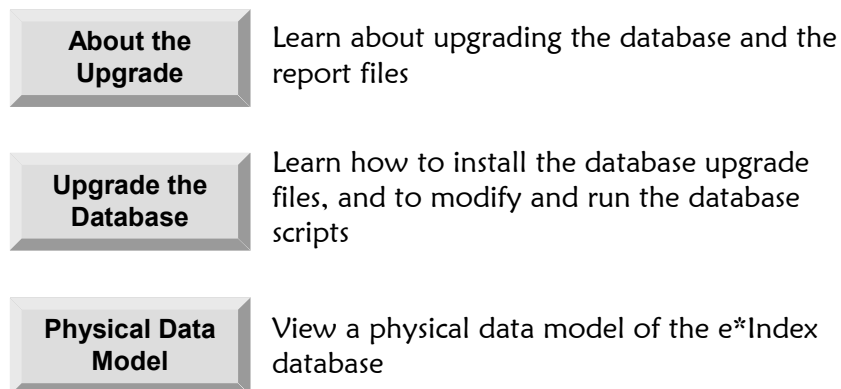 About the
Upgrade
Learn about upgrading the database and the
report files
Upgrade the
Database
Learn how to install the database upgrade
files, and to modify and run the database
scripts
Physical Data
Model
View a physical data model of the e*Index
database